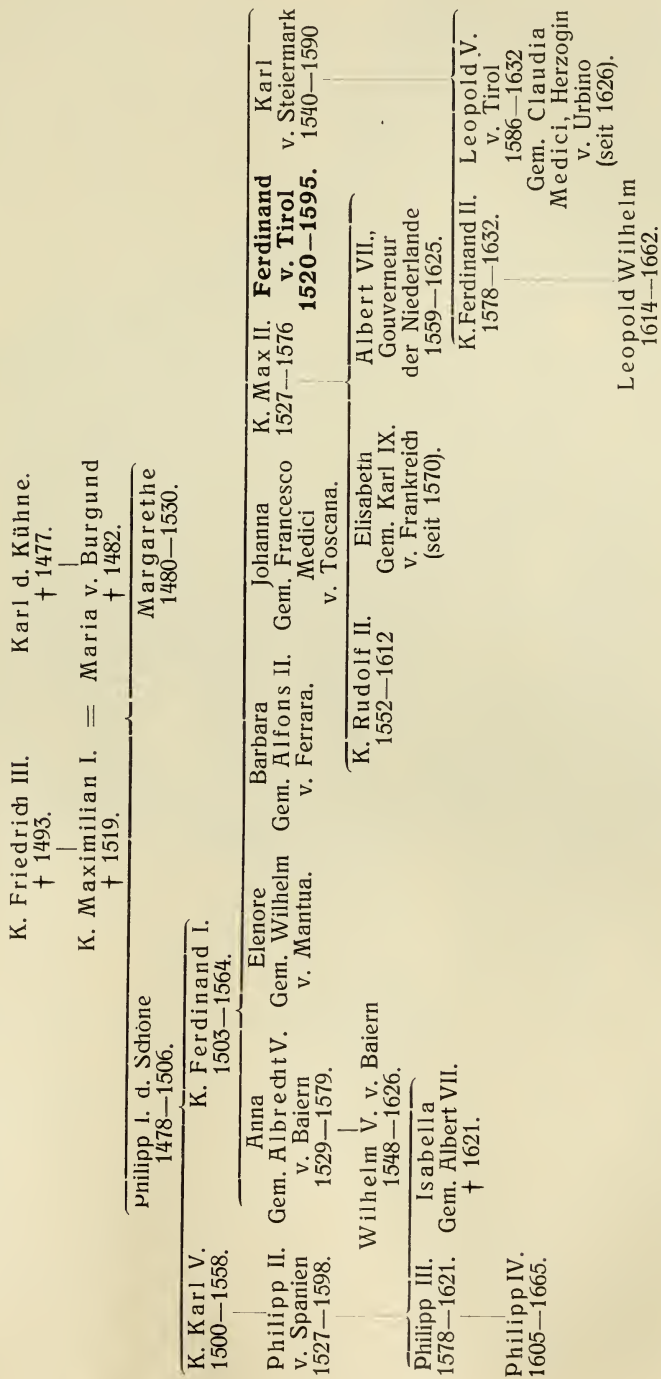 K. Friedrich III.
† 1493.
Karl d. Kühne.
† 1477.
K. Maximilian I. = Maria v. Burgund
† 1519.
† 1482.
Philipp I. d. Schöne
1478—1506.
Margarethe
1480—1530.
K. Karl V.
1500—1558.
K. Ferdinand I.
1503—1564.
Philipp II.
v. Spanien
1527—1598.
Anna
Gem. Albrecht V.
v. Baiern
1529—1579.
Elenore
Gem. Wilhelm
v. Mantua.
Barbara
Gem. Alfons II.
v. Ferrara.
Johanna
Gem. Francesco
Medici
v. Toscana.
K. Max II.
1527—1576
Ferdinand
v. Tirol
1520—1595.
Karl
v. Steiermark
1540—1590
Wilhelm V. v. Baiern
1548—1626.
K. Rudolf II.
1552—1612
Elisabeth
Gem. Karl IX.
v. Frankreich
(seit 1570).
Albert VII.,
Gouverneur
der Niederlande
1559—1625.
Philipp III.
1578—1621.
Isabella
Gem. Albert VII.
† 1621.
K. Ferdinand II.
1578—1632.
Leopold V.
v. Tirol
1586—1632
Gem. Claudia
Medici, Herzogin
v. Urbino
(seit 1626).
Philipp IV.
1605—1665.
Leopold Wilhelm
1614—1662.